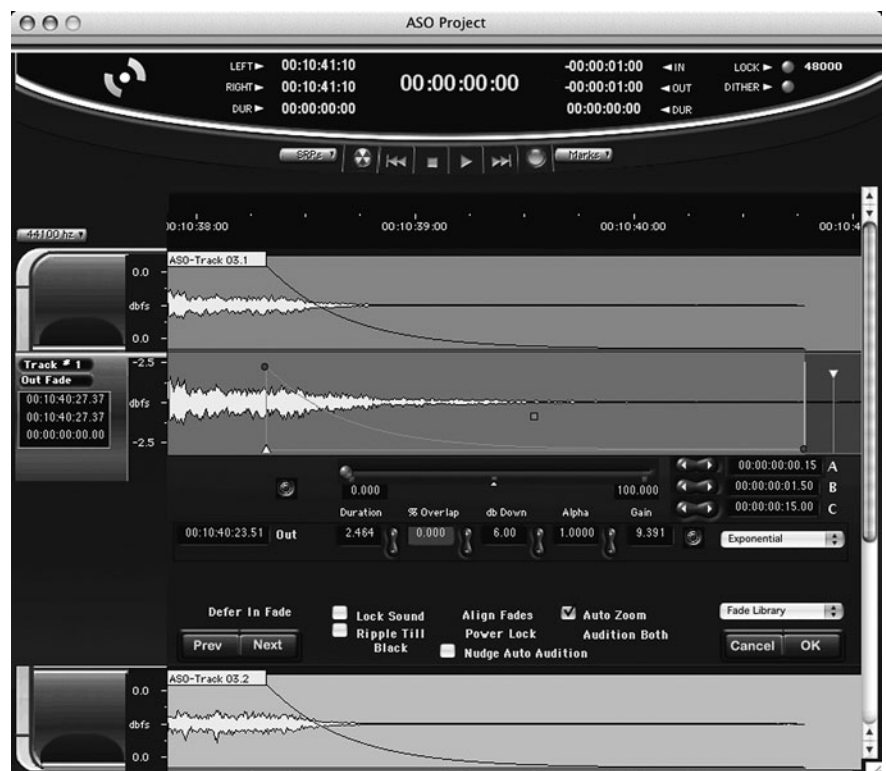 ASO Project
LEFT► 00:10:41:10 00:00:00:00 -00:00:01:00 ◄IN LOCK► 48000
RIGHT► 00:10:41:10 -00:00:01:00 ◄OUT DITHER►
DUR► 00:00:00:00 00:00:00:00 ◄DUR
SRPs Marks
44100 hz
00:10:38:00 00:10:39:00 00:10:40:00 00:10:4
ASO-Track 03.1
0.0
dbfs
0.0
Track # 1
Out Fade
00:10:40:27.37
00:10:40:27.37
00:00:00:00.00
-2.5
dbfs
-2.5
0.000 100.000
00:00:00:00.15 A
00:00:00:01.50 B
00:00:00:15.00 C
Duration % Overlap db Down Alpha Gain
00:10:40:23.51 Out 2.464 0.000 6.00 1.0000 9.391 Exponential
Defer In Fade
Prev Next
Lock Sound
Ripple Till
Black
Align Fades
Power Lock
Nudge Auto Audition
Auto Zoom
Audition Both
Fade Library
Cancel OK
ASO-Track 03.2
0.0
dbfs
0.0